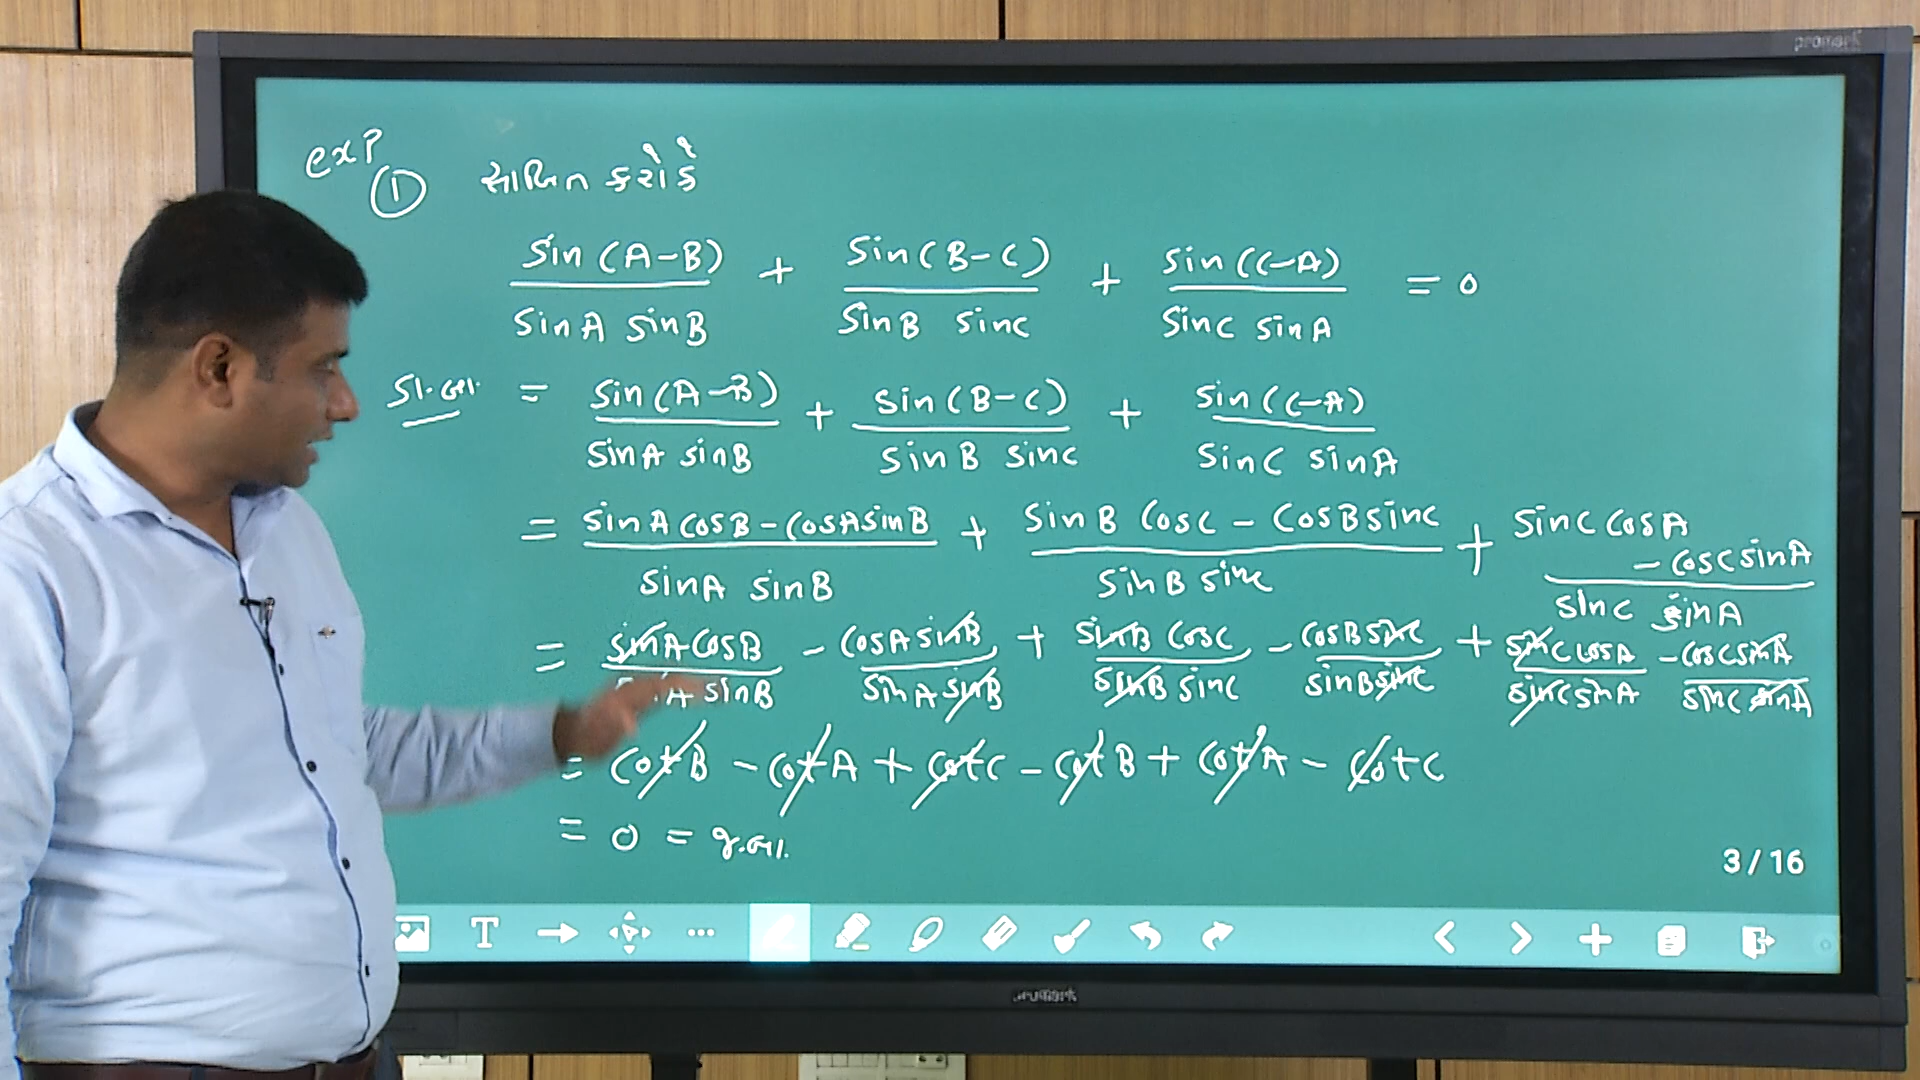 promark
exp ① સાબિત કરો કે
sin(A-B)/sinA sinB + sin(B-C)/sinB sinC + sin(C-A)/sinC sinA = 0
ડા.બા. = sin(A-B)/sinA sinB + sin(B-C)/sinB sinC + sin(C-A)/sinC sinA
= sinA cosB - cosA sinB/sinA sinB + sinB cosC - cosB sinC/sinB sinC + sinC cosA - cosC sinA/sinC sinA
= sinA cosB/sinA sinB - cosA sinB/sinA sinB + sinB cosC/sinB sinC - cosB sinC/sinB sinC + sinC cosA/sinC sinA - cosC sinA/sinC sinA
= cotB - cotA + cotC - cotB + cotA - cotC
= 0 = જ.બા.
3/16
T
promark